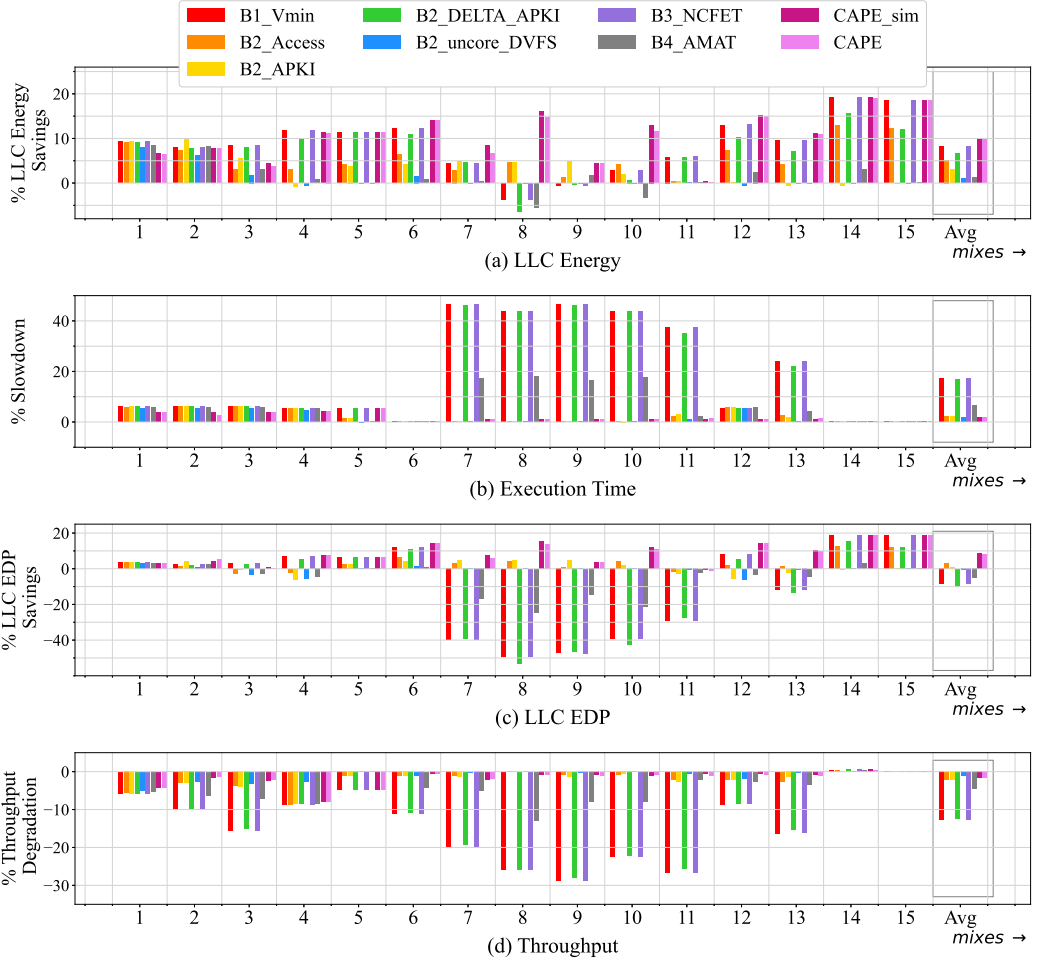 B1_Vmin B2_DELTA_APKI B3_NCFET CAPE_sim
B2_Access B2_uncore_DVFS B4_AMAT CAPE
B2_APKI
% LLC Energy
Savings
20
10
0
1 2 3 4 5 6 7 8 9 10 11 12 13 14 15 Avg
mixes →
(a) LLC Energy
% Slowdown
40
20
0
1 2 3 4 5 6 7 8 9 10 11 12 13 14 15 Avg
mixes →
(b) Execution Time
% LLC EDP
Savings
20
0
−20
−40
1 2 3 4 5 6 7 8 9 10 11 12 13 14 15 Avg
mixes →
(c) LLC EDP
% Throughput
Degradation
0
−10
−20
−30
1 2 3 4 5 6 7 8 9 10 11 12 13 14 15 Avg
mixes →
(d) Throughput